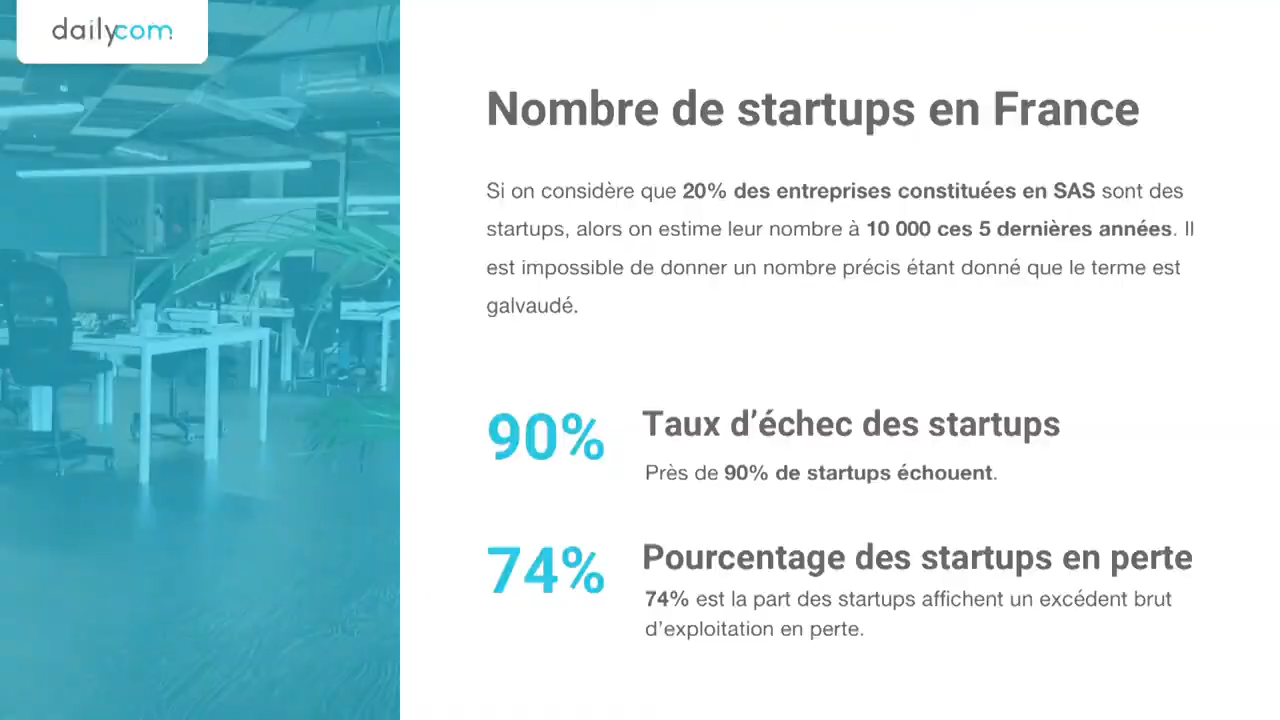 dailycom.
Nombre de startups en France
Si on considère que 20% des entreprises constituées en SAS sont des
startups, alors on estime leur nombre à 10 000 ces 5 dernières années. Il
est impossible de donner un nombre précis étant donné que le terme est
galvaudé.
90%
Taux d’échec des startups
Près de 90% de startups échouent.
74%
Pourcentage des startups en perte
74% est la part des startups affichent un excédent brut
d’exploitation en perte.